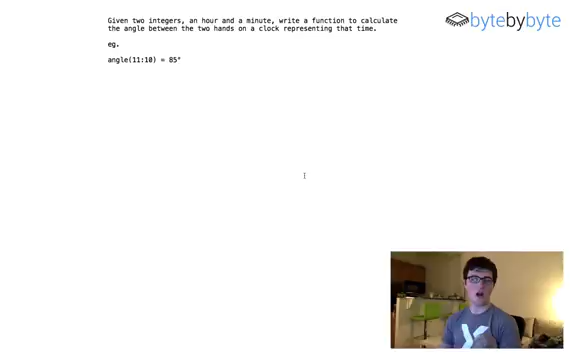 Given two integers, an hour and a minute, write a function to calculate
the angle between the two hands on a clock representing that time.
eg.
angle(11:10) = 85°
bytebybyte